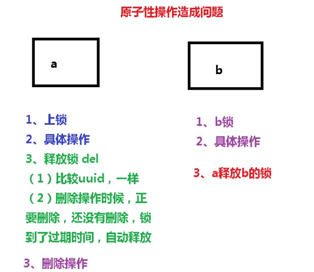 原子性操作造成问题
a
b
1、上锁
2、具体操作
3、释放锁 del
（1）比较uuid，一样
（2）删除操作时候，正
要删除，还没有删除，锁
到了过期时间，自动释放
3、删除操作
1、b锁
2、具体操作
3、a释放b的锁